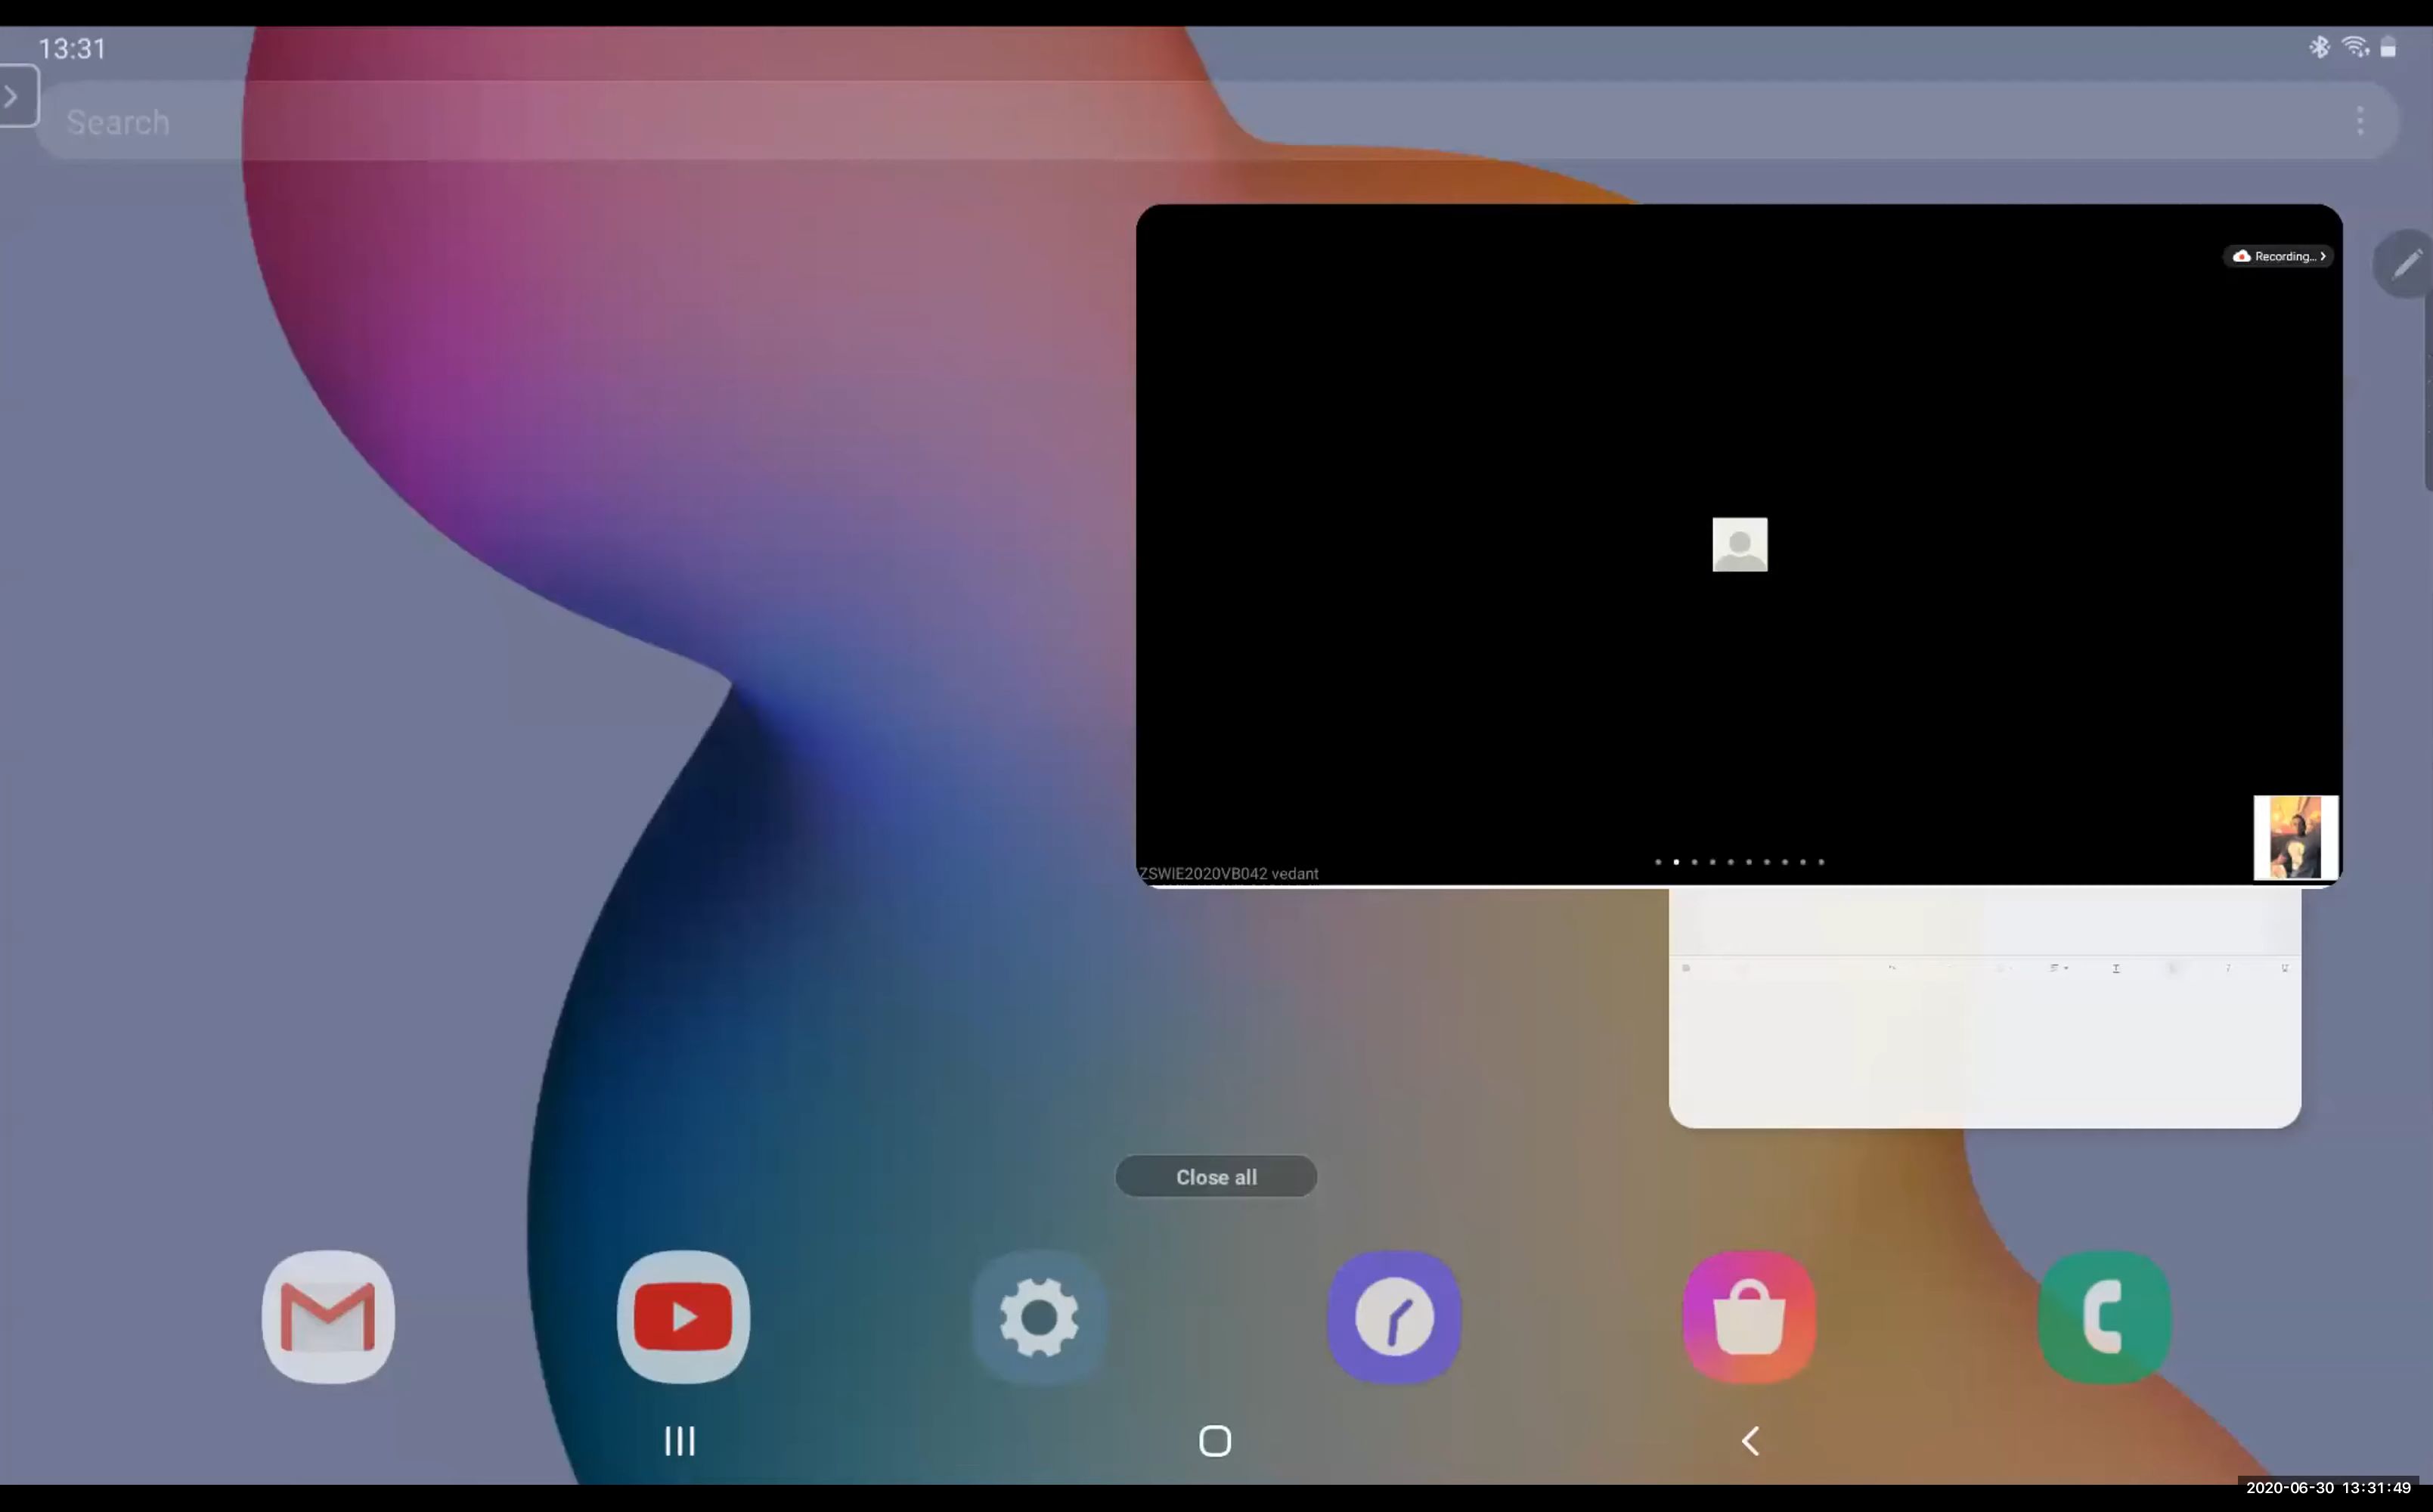 13:31
Search
Recording...
ZSWIE2020VB042 vedant
Close all
2020-06-30 13:31:49